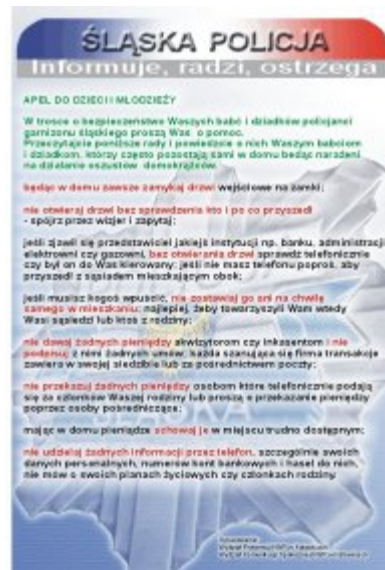 ŚLĄSKA POLICJA
Informuje, radzi, ostrzega
APEL DO DZIECI I MŁODZIEŻY
W trosce o bezpieczeństwo Waszych babć i dziadków policjanci
garnizonu śląskiego proszą Was o pomoc.
Przeczytajcie poniższe rady i powiedzcie o nich Waszym babciom
i dziadkom, którzy często pozostają sami w domu będąc narażeni
na działanie oszustów domokrążców.
będąc w domu zawsze zamykaj drzwi wejściowe na zamki;
nie otwieraj drzwi bez sprawdzenia kto i po co przyszedł
- spójrz przez wizjer i zapytaj;
jeśli zjawił się przedstawiciel jakiejś instytucji np. banku, administracji
elektrowni czy gazowni, bez otwierania drzwi sprawdź telefonicznie
czy był on do Was kierowany; jeśli nie masz telefonu poproś, aby
przyszedł z sąsiadem mieszkającym obok;
jeśli musisz kogoś wpuścić, nie zostawiaj go ani na chwilę
samego w mieszkaniu; najlepiej, żeby towarzyszyli Wam wtedy
Wasi sąsiedzi lub ktoś z rodziny;
nie dawaj żadnych pieniędzy akwizytorom czy inkasentom i nie
podpisuj z nimi żadnych umów; każda szanująca się firma transakcje
zawiera w swojej siedzibie lub za pośrednictwem poczty;
nie przekazuj żadnych pieniędzy osobom które telefonicznie podają
się za członków Waszej rodziny lub proszą o przekazanie pieniędzy
poprzez osoby pośredniczące;
mając w domu pieniądze schowaj je w miejscu trudno dostępnym;
nie udzielaj żadnych informacji przez telefon, szczególnie swoich
danych personalnych, numerów kont bankowych i haseł do nich,
nie mów o swoich planach życiowych czy członków rodziny.